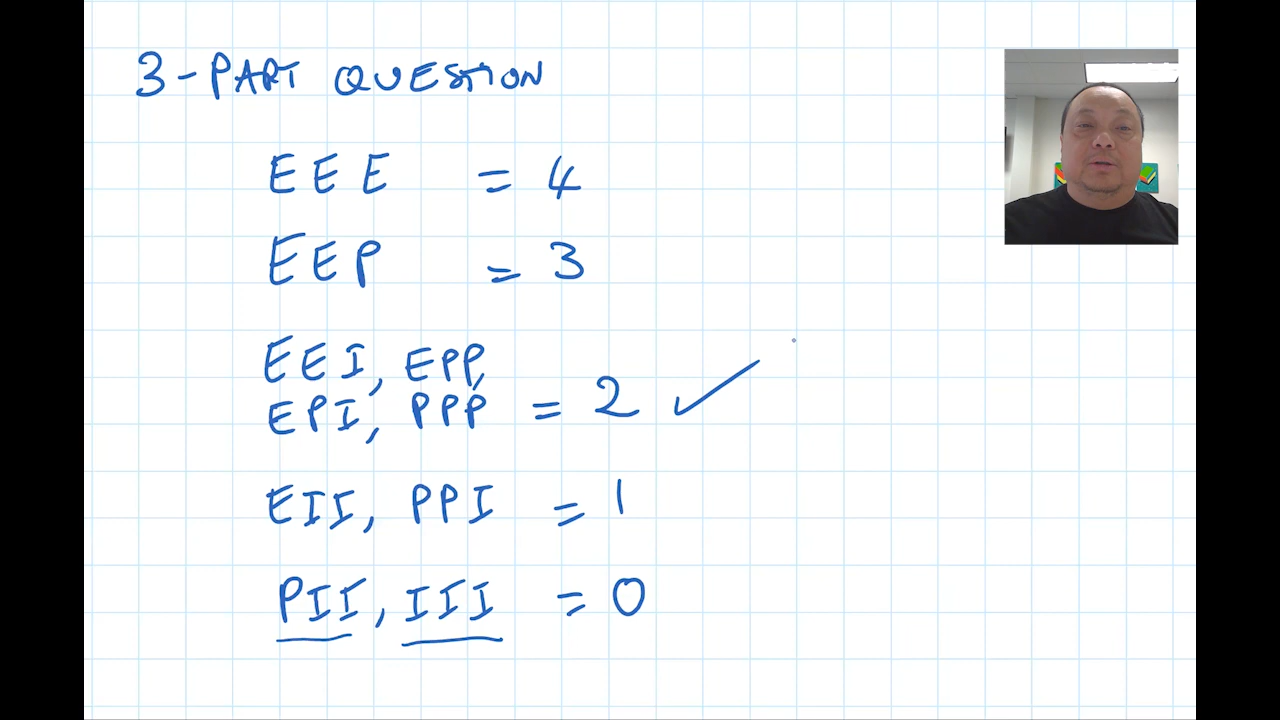 3-PART QUESTION
EEE = 4
EEP = 3
EEI, EPP,
EPI, PPP = 2 ✓
EII, PPI = 1
PII, III = 0